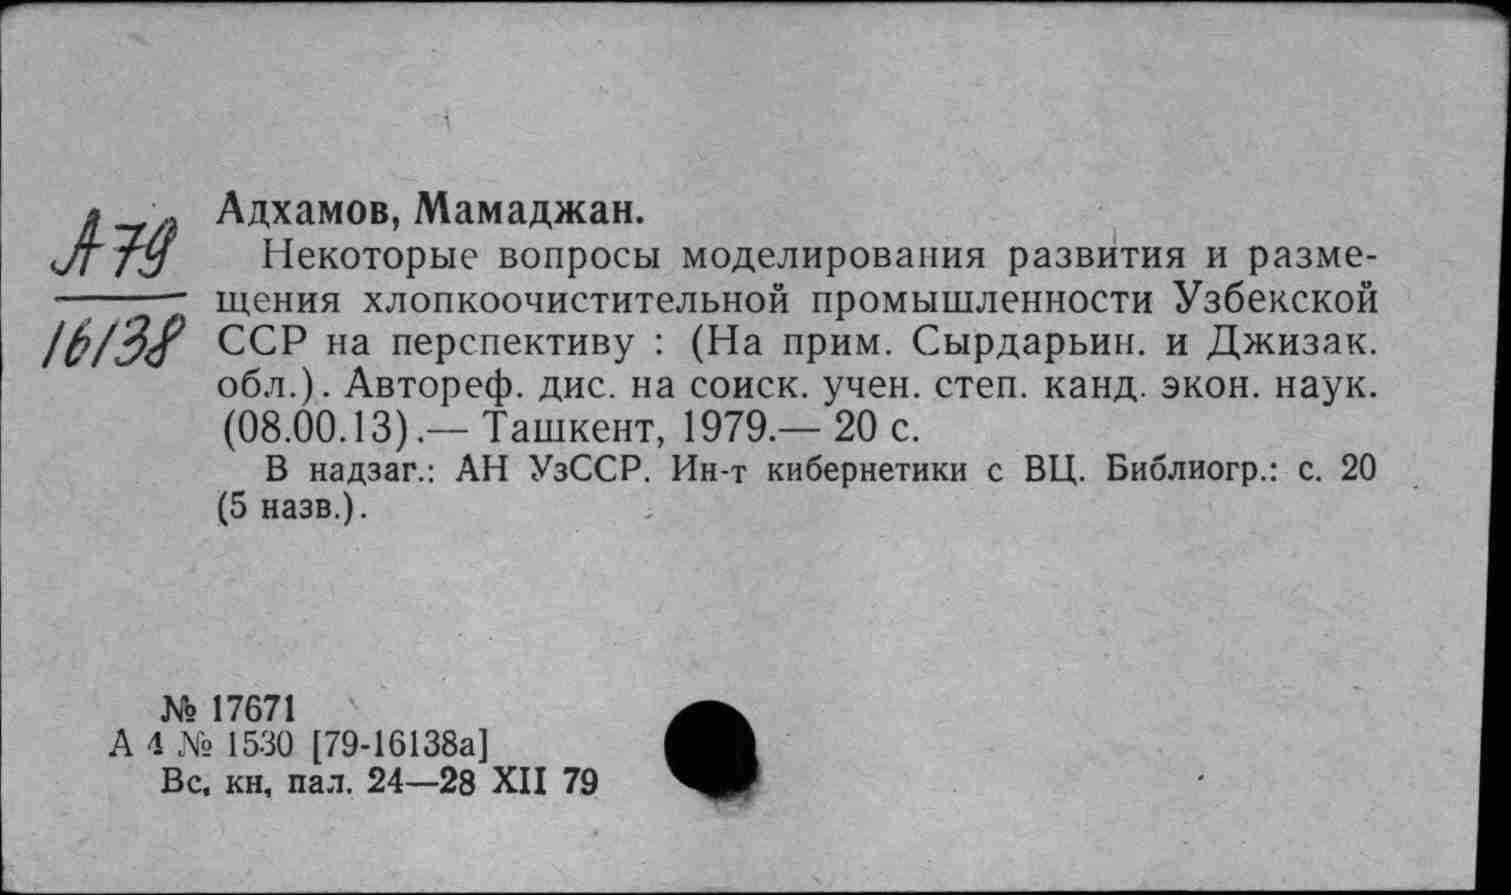 Адхамов, Мамаджан.
А79
16138
Некоторые вопросы моделирования развития и разме-
щения хлопкоочистительной промышленности Узбекской
ССР на перспективу : (На прим. Сырдарьин. и Джизак.
обл.). Автореф. дис. на соиск. учен. степ. канд. экон. наук.
(08.00.13).— Ташкент, 1979.— 20 с.
В надзаг.: АН УзССР. Ин-т кибернетики с ВЦ. Библиогр.: с. 20
(5 назв.).
№ 17671
А 4 № 1530 [79-16138а]
Вс. кн. пал. 24—28 XII 79